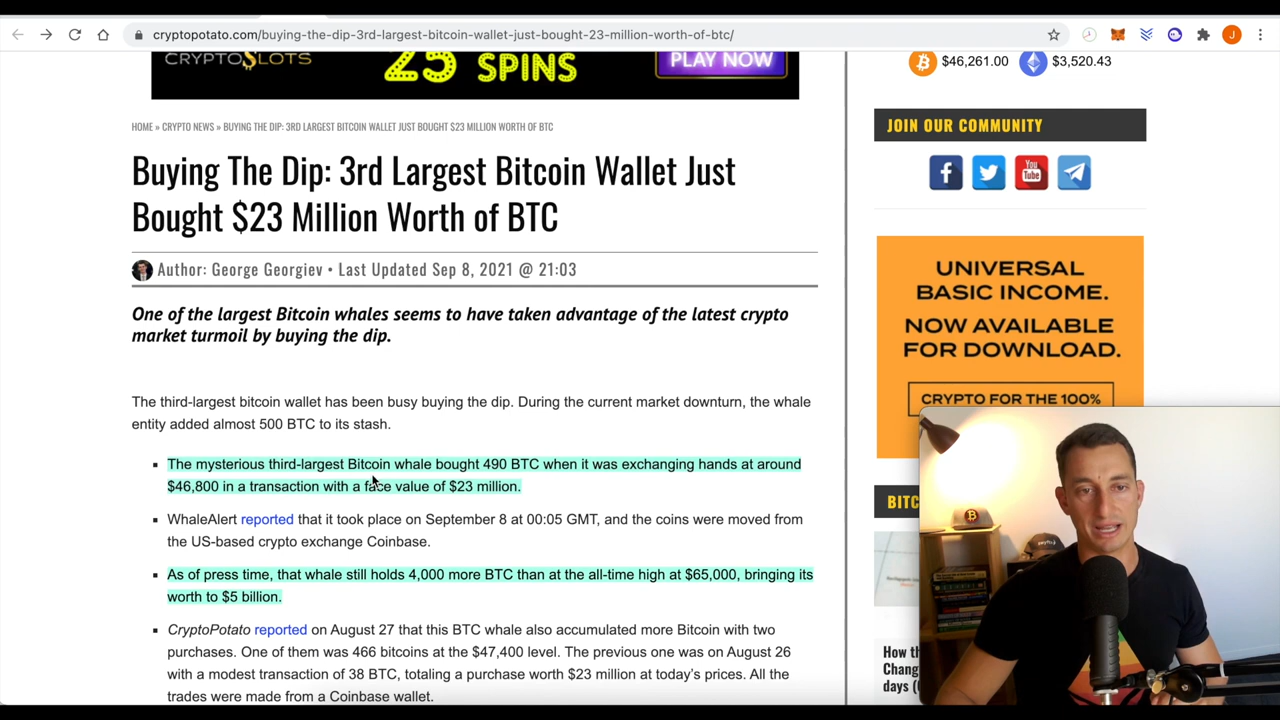 cryptopotato.com/buying-the-dip-3rd-largest-bitcoin-wallet-just-bought-23-million-worth-of-btc/
J
CRYPTOSLOTS
25 SPINS
PLAY NOW
$46,261.00 $3,520.43
HOME » CRYPTO NEWS » BUYING THE DIP: 3RD LARGEST BITCOIN WALLET JUST BOUGHT $23 MILLION WORTH OF BTC
JOIN OUR COMMUNITY
Buying The Dip: 3rd Largest Bitcoin Wallet Just
Bought $23 Million Worth of BTC
You
Tube
Author: George Georgiev • Last Updated Sep 8, 2021 @ 21:03
One of the largest Bitcoin whales seems to have taken advantage of the latest crypto
market turmoil by buying the dip.
The third-largest bitcoin wallet has been busy buying the dip. During the current market downturn, the whale
entity added almost 500 BTC to its stash.
The mysterious third-largest Bitcoin whale bought 490 BTC when it was exchanging hands at around
$46,800 in a transaction with a face value of $23 million.
WhaleAlert reported that it took place on September 8 at 00:05 GMT, and the coins were moved from
the US-based crypto exchange Coinbase.
As of press time, that whale still holds 4,000 more BTC than at the all-time high at $65,000, bringing its
worth to $5 billion.
CryptoPotato reported on August 27 that this BTC whale also accumulated more Bitcoin with two
purchases. One of them was 466 bitcoins at the $47,400 level. The previous one was on August 26
with a modest transaction of 38 BTC, totaling a purchase worth $23 million at today's prices. All the
trades were made from a Coinbase wallet.
UNIVERSAL
BASIC INCOME.
NOW AVAILABLE
FOR DOWNLOAD.
CRYPTO FOR THE 100%
BITC
How th
Chang
days (